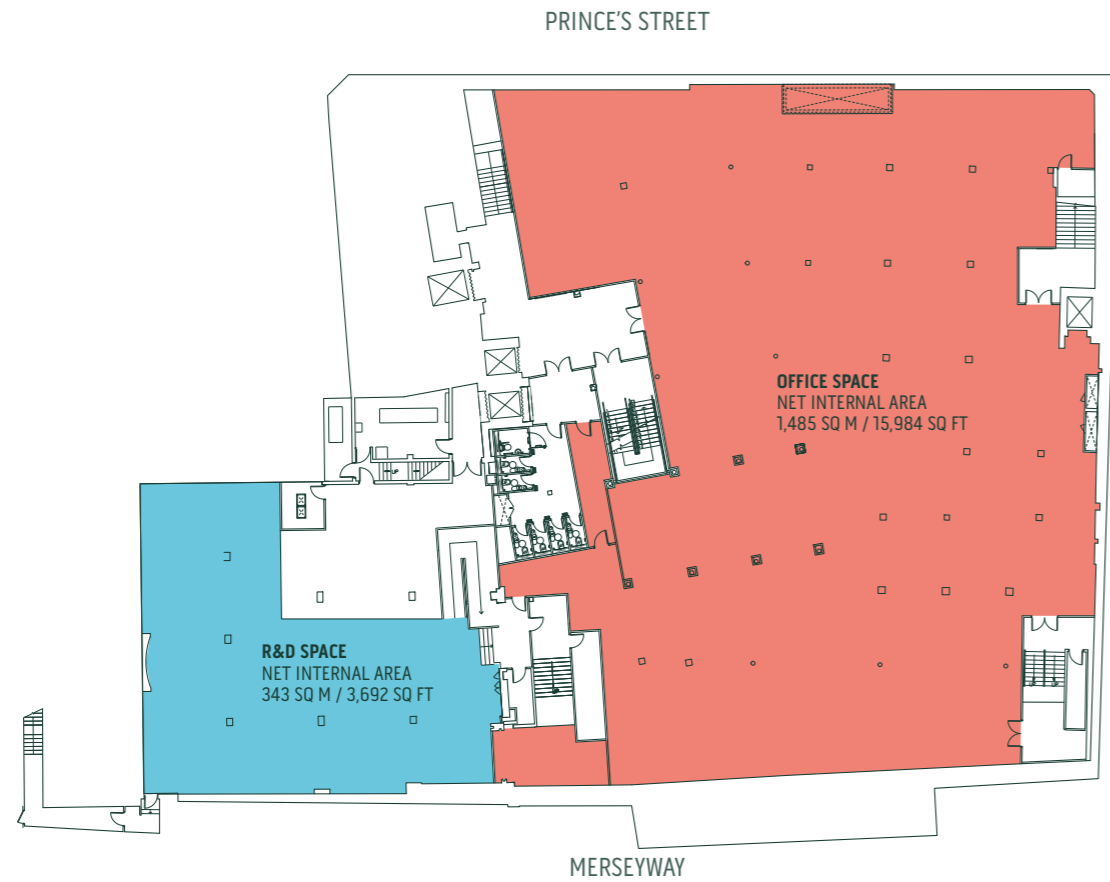 PRINCE'S STREET
OFFICE SPACE
NET INTERNAL AREA
1,485 SQ M / 15,984 SQ FT
R&D SPACE
NET INTERNAL AREA
343 SQ M / 3,692 SQ FT
MERSEYWAY